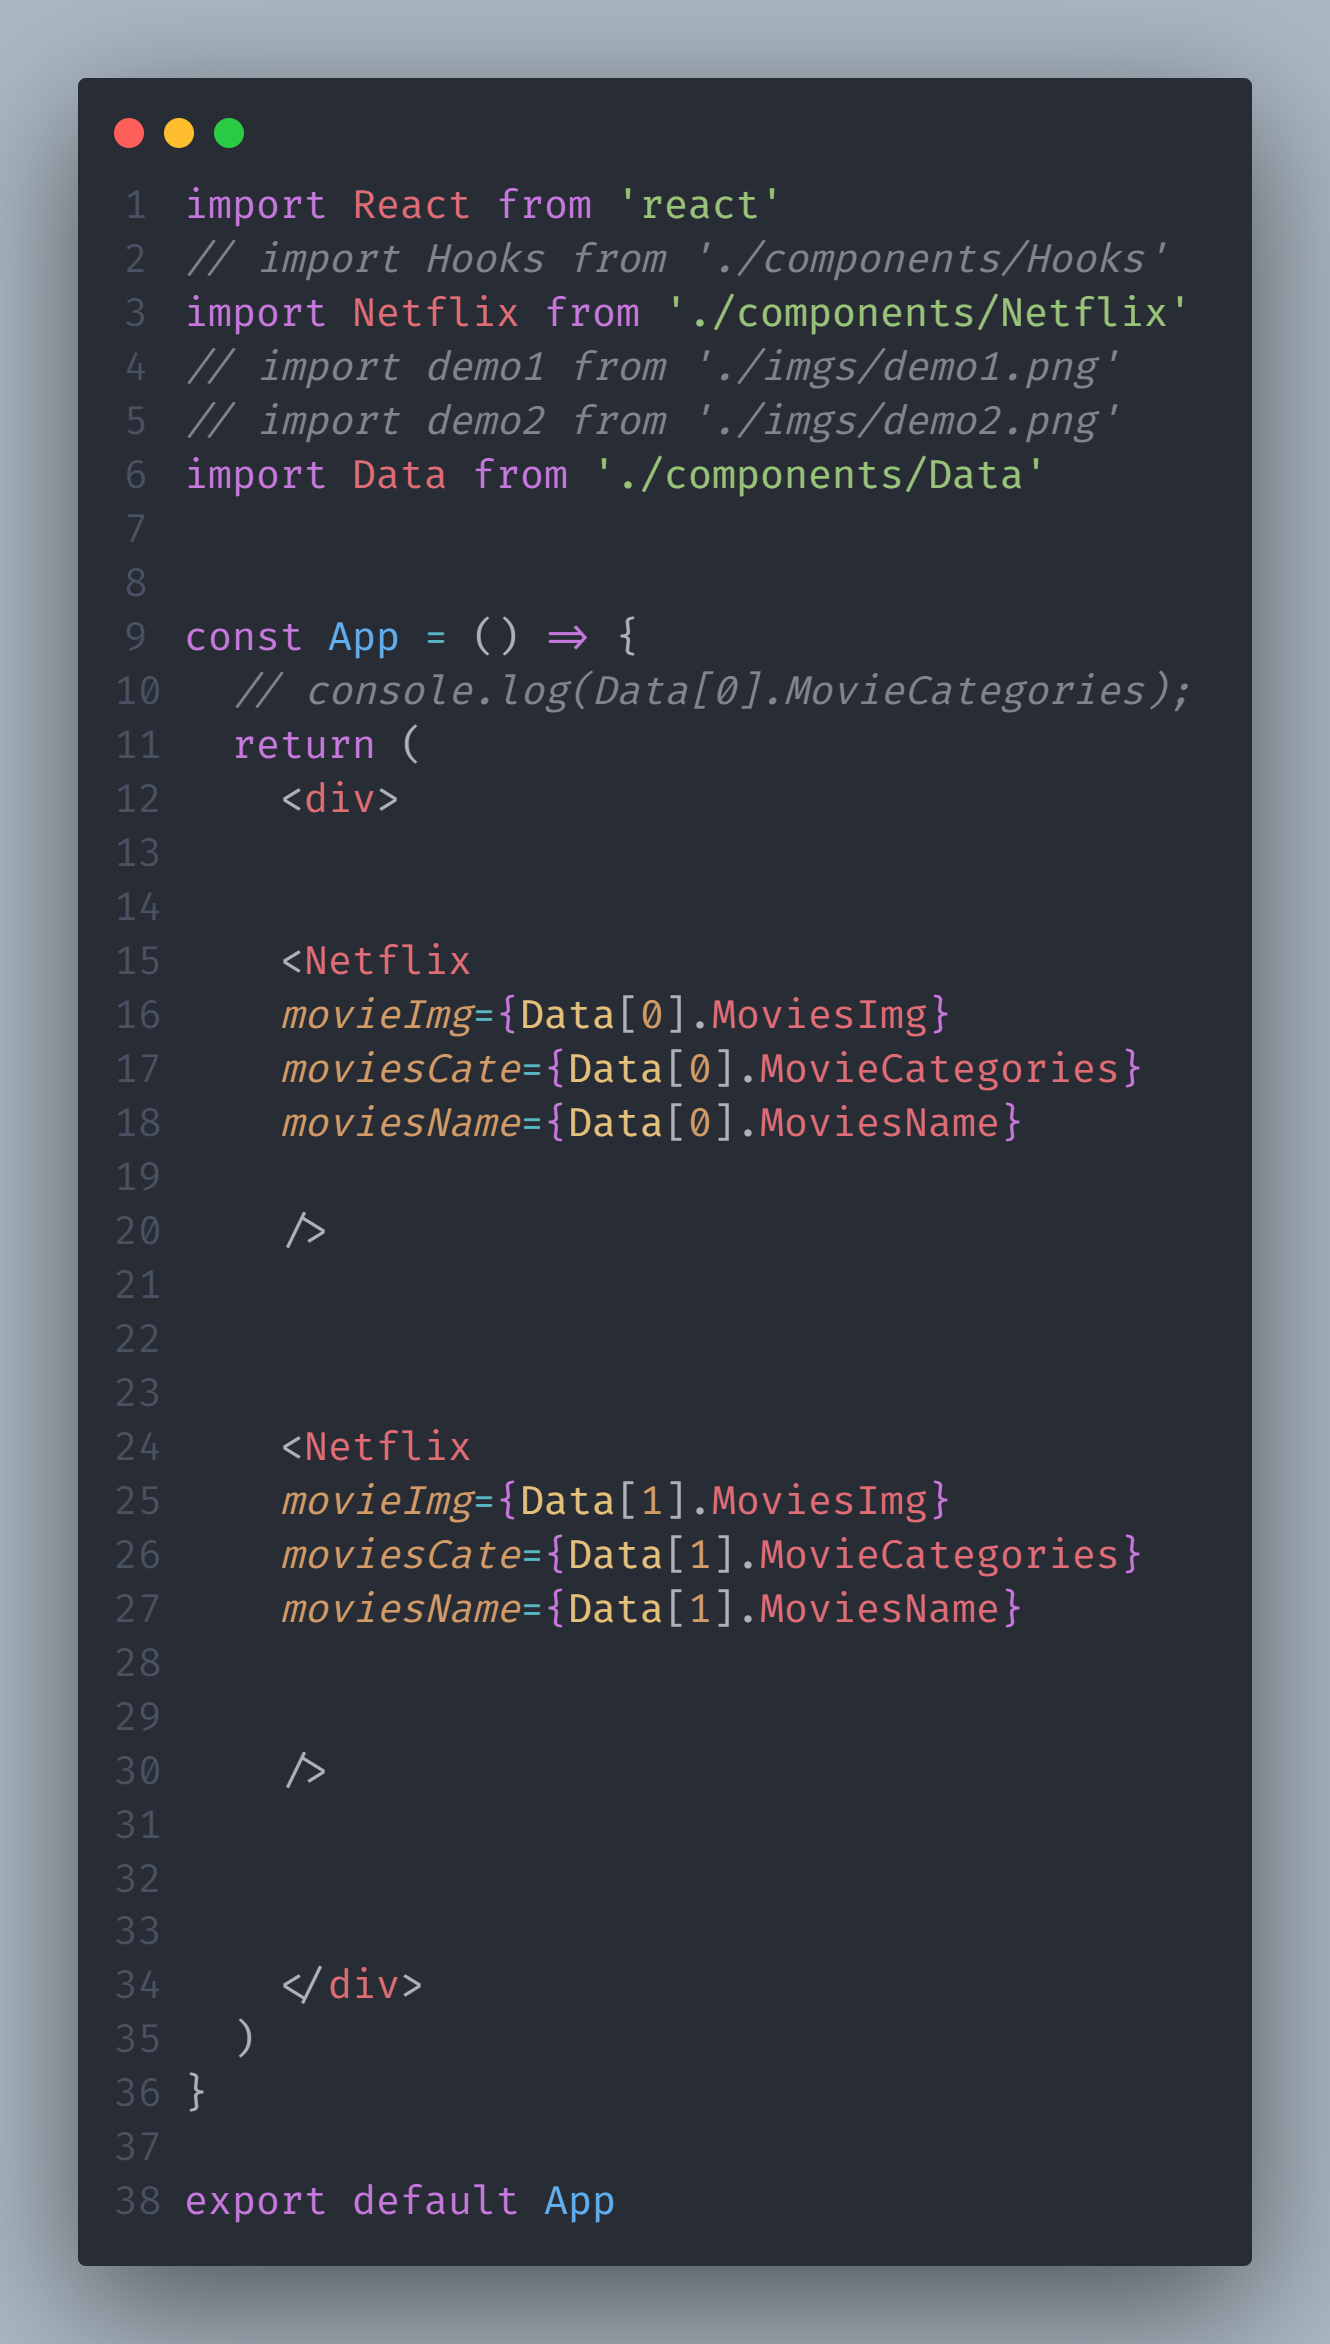 1 import React from 'react'
2 // import Hooks from './components/Hooks'
3 import Netflix from './components/Netflix'
4 // import demo1 from './imgs/demo1.png'
5 // import demo2 from './imgs/demo2.png'
6 import Data from './components/Data'
7
8
9 const App = () => {
10   // console.log(Data[0].MovieCategories);
11   return (
12     <div>
13
14
15     <Netflix
16     movieImg={Data[0].MoviesImg}
17     moviesCate={Data[0].MovieCategories}
18     moviesName={Data[0].MoviesName}
19
20     />
21
22
23
24     <Netflix
25     movieImg={Data[1].MoviesImg}
26     moviesCate={Data[1].MovieCategories}
27     moviesName={Data[1].MoviesName}
28
29
30     />
31
32
33
34     </div>
35   )
36 }
37
38 export default App